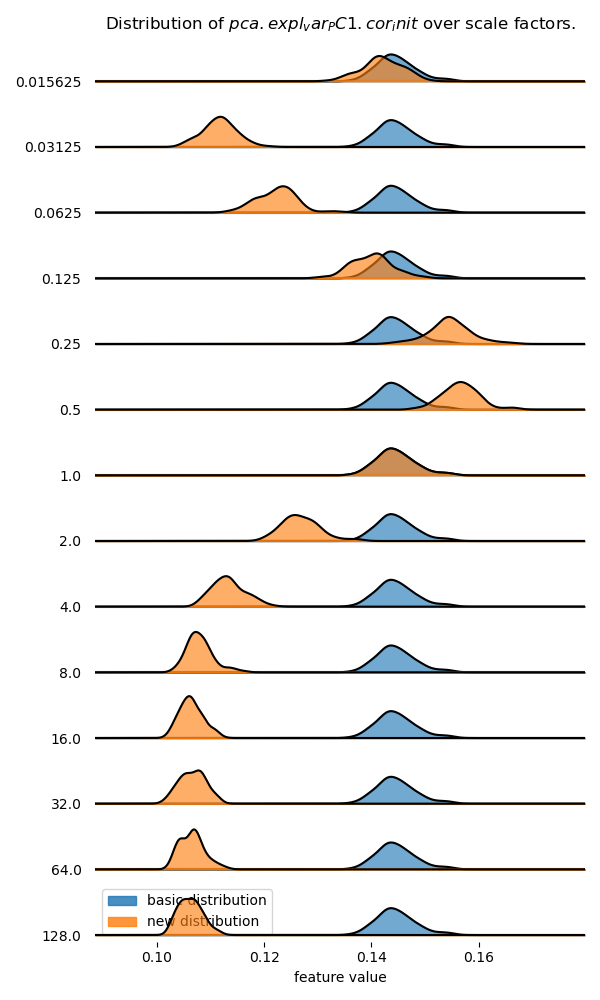 Distribution of pca.expl_var_PC1.cor_init over scale factors.
0.015625
0.03125
0.0625
0.125
0.25
0.5
1.0
2.0
4.0
8.0
16.0
32.0
64.0
basic distribution
new distribution
128.0
0.10 0.12 0.14 0.16
feature value